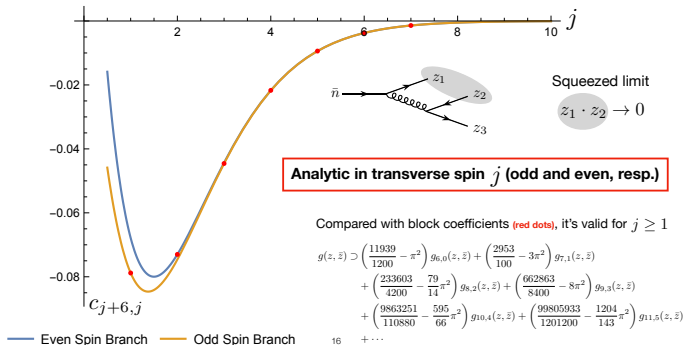 j
2 4 6 8 10
−0.02
−0.04
−0.06
−0.08
c_{j+6,j}
n̄
z_1
z_2
z_3
Squeezed limit
z_1 · z_2 → 0
Analytic in transverse spin j (odd and even, resp.)
Compared with block coefficients (red dots), it's valid for j ≥ 1
g(z, z̄) ⊃ (11939/1200 − π²) g_{6,0}(z, z̄) + (2953/100 − 3π²) g_{7,1}(z, z̄)
+ (233603/4200 − 79/14 π²) g_{8,2}(z, z̄) + (662863/8400 − 8π²) g_{9,3}(z, z̄)
+ (9863251/110880 − 595/66 π²) g_{10,4}(z, z̄) + (99805933/1201200 − 1204/143 π²) g_{11,5}(z, z̄)
+ ···
Even Spin Branch Odd Spin Branch
16